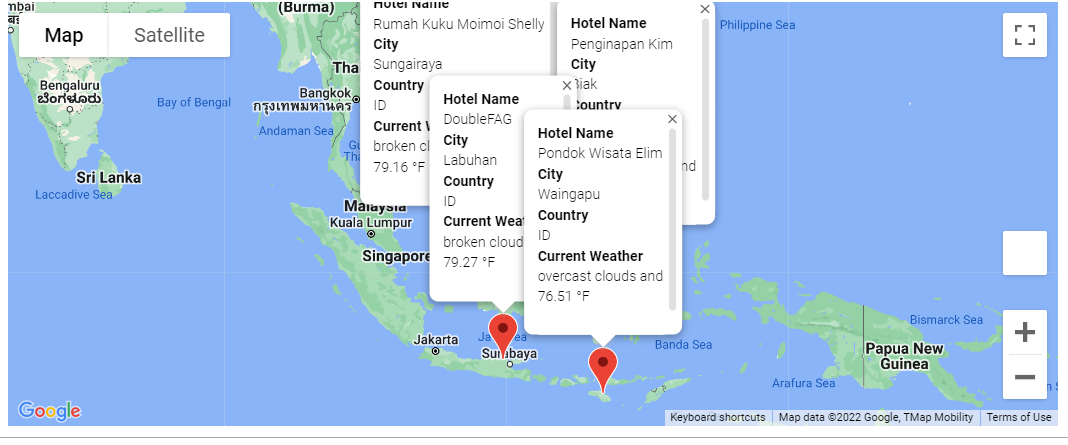 Map
Satellite
mbai
(Burma)
Bengaluru
ಬೆಂಗಳೂರು
Bay of Bengal
Tha
Bangkok
กรุงเทพมหานคร
Andaman Sea
Gu
Tha
Sri Lanka
Laccadive Sea
Malaysia
Kuala Lumpur
Singapore
Philippine Sea
Hotel Name
Rumah Kuku Moimoi Shelly
City
Sungairaya
Country
ID
Current W
broken cl
79.16 °F
Penginapan Kim
City
Biak
Country
nd
Hotel Name
DoubleFAG
City
Labuhan
Country
ID
Current Weat
broken cloud
79.27 °F
Hotel Name
Pondok Wisata Elim
City
Waingapu
Country
ID
Current Weather
overcast clouds and
76.51 °F
Hotel Name
Jakarta
Surabaya
Banda Sea
Bismarck Sea
Papua New
Guinea
Arafura Sea
Google
Keyboard shortcuts
Map data ©2022 Google, TMap Mobility
Terms of Use